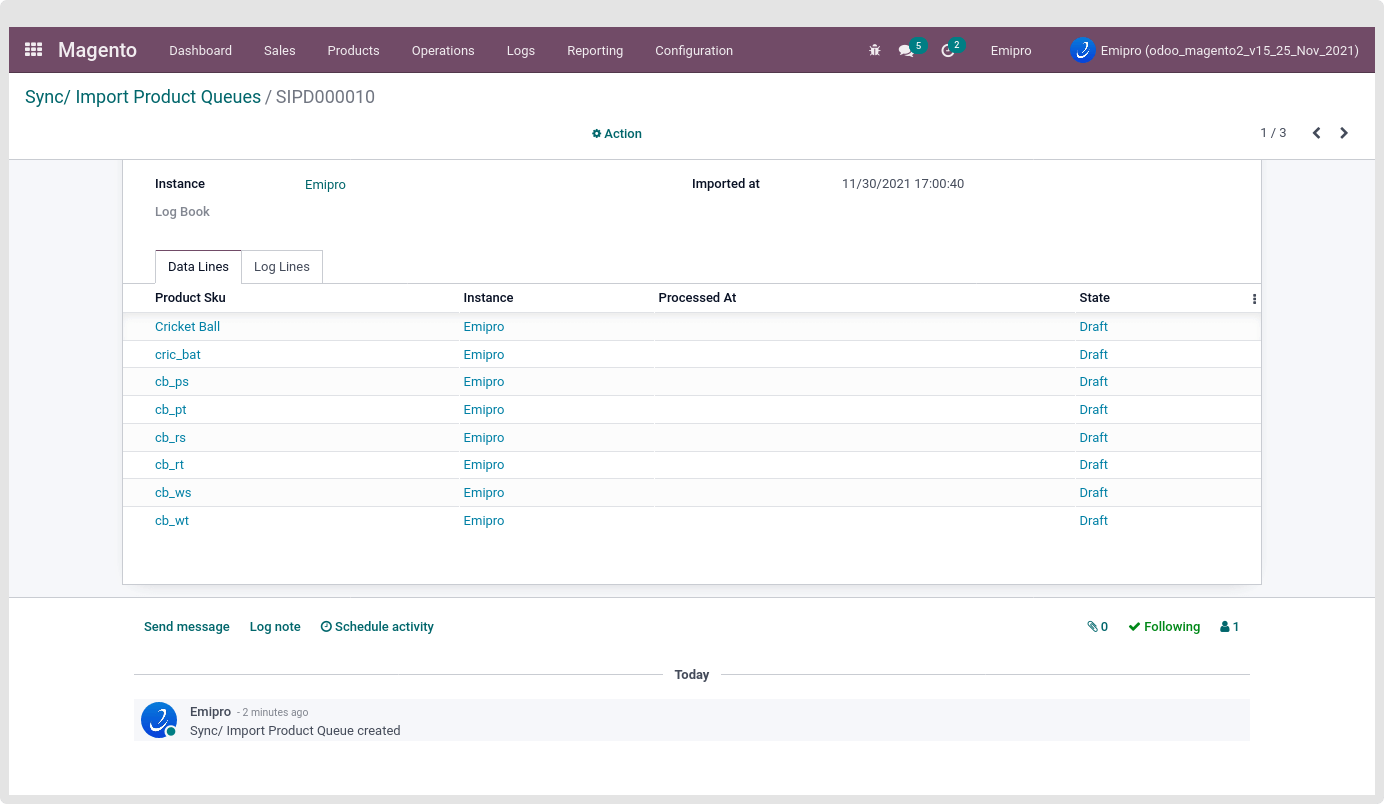 Magento Dashboard Sales Products Operations Logs Reporting Configuration 5 2 Emipro Emipro (odoo_magento2_v15_25_Nov_2021)
Sync/ Import Product Queues / SIPD000010
Action 1 / 3
Instance Emipro Imported at 11/30/2021 17:00:40
Log Book
Data Lines Log Lines
Product Sku Instance Processed At State
Cricket Ball Emipro Draft
cric_bat Emipro Draft
cb_ps Emipro Draft
cb_pt Emipro Draft
cb_rs Emipro Draft
cb_rt Emipro Draft
cb_ws Emipro Draft
cb_wt Emipro Draft
Send message Log note Schedule activity 0 Following 1
Today
Emipro - 2 minutes ago
Sync/ Import Product Queue created